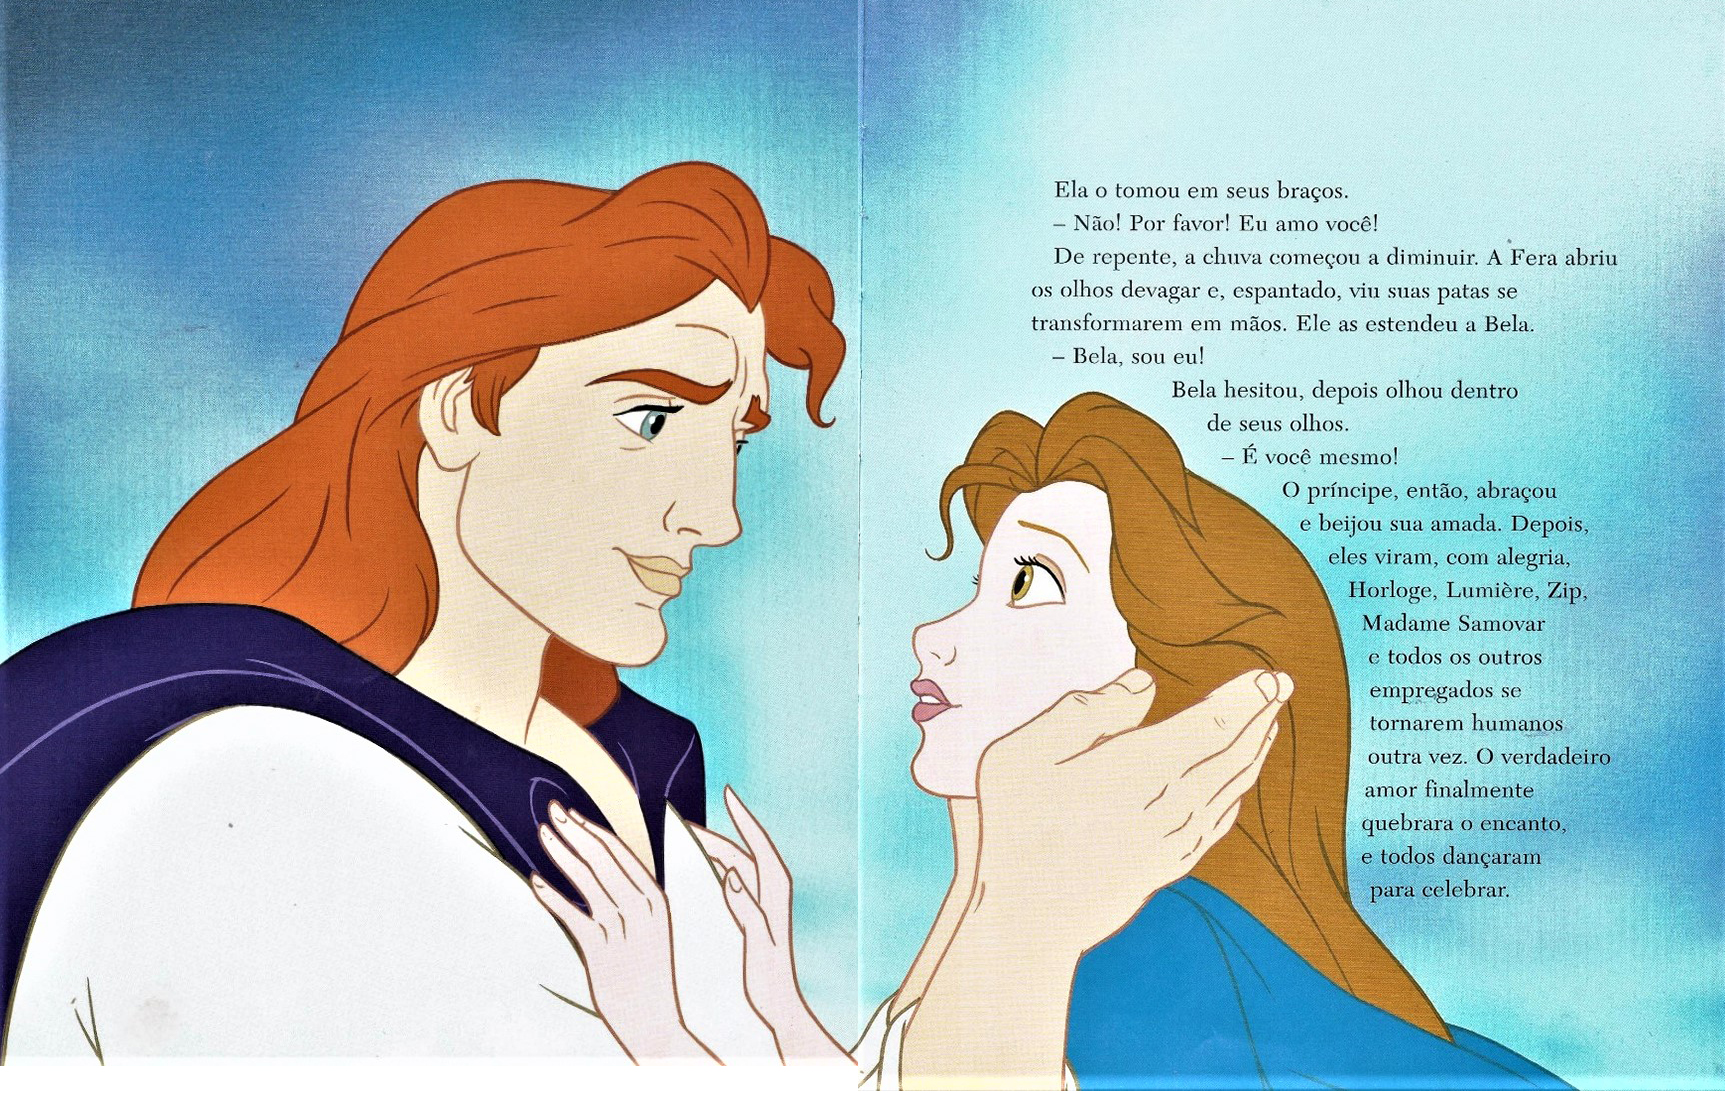 Ela o tomou em seus braços.
– Não! Por favor! Eu amo você!
De repente, a chuva começou a diminuir. A Fera abriu
os olhos devagar e, espantado, viu suas patas se
transformarem em mãos. Ele as estendeu a Bela.
– Bela, sou eu!
Bela hesitou, depois olhou dentro
de seus olhos.
– É você mesmo!
O príncipe, então, abraçou
e beijou sua amada. Depois,
eles viram, com alegria,
Horloge, Lumière, Zip,
Madame Samovar
e todos os outros
empregados se
tornarem humanos
outra vez. O verdadeiro
amor finalmente
quebrara o encanto,
e todos dançaram
para celebrar.